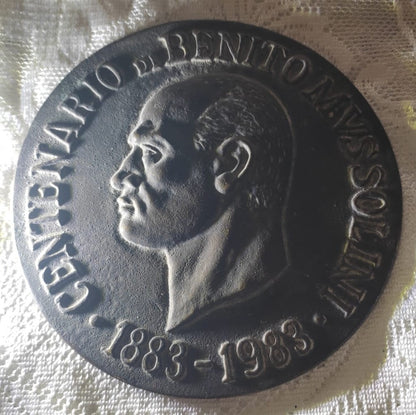 CENTENARIO DI BENITO MVSSOLINI
· 1883-1983 ·